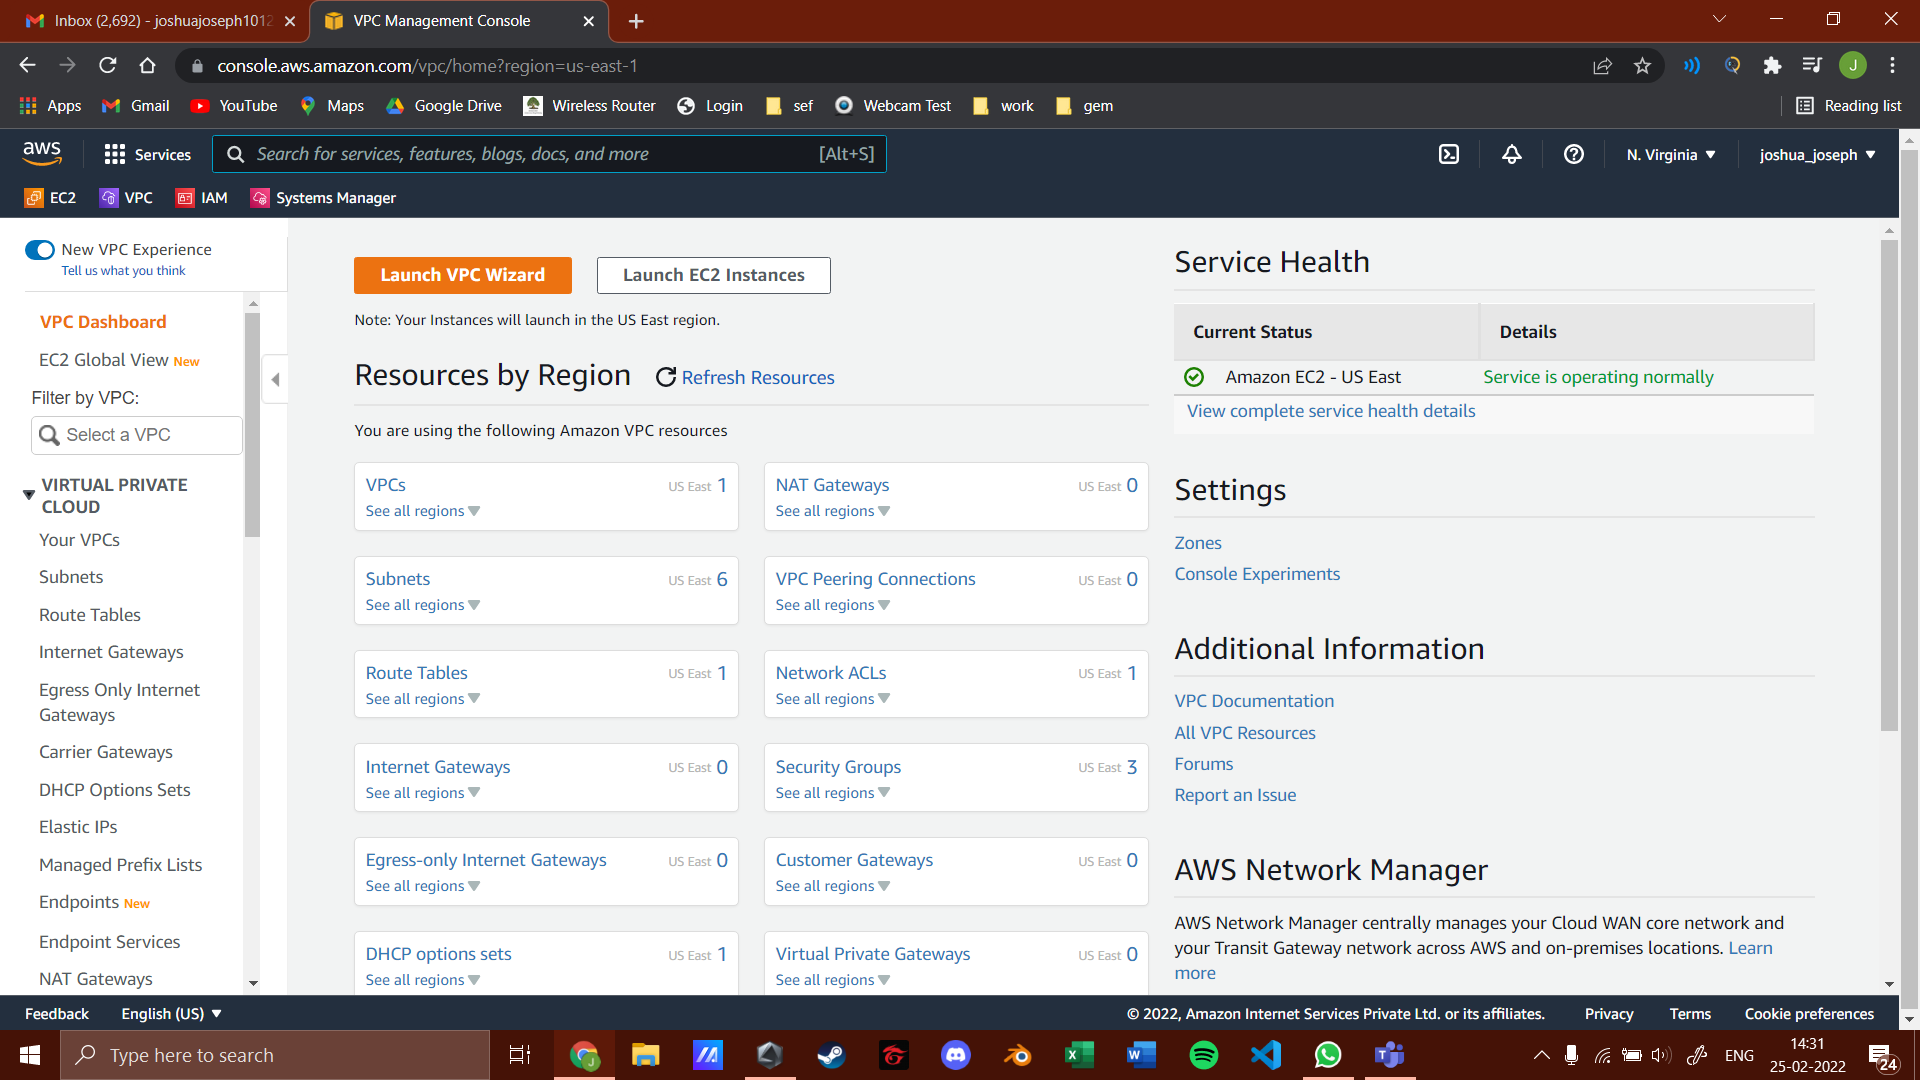 Inbox (2,692) - joshuajoseph1012
VPC Management Console
console.aws.amazon.com/vpc/home?region=us-east-1
J
Apps Gmail YouTube Maps Google Drive Wireless Router Login sef Webcam Test work gem Reading list
aws Services Search for services, features, blogs, docs, and more [Alt+S] N. Virginia joshua_joseph
EC2 VPC IAM Systems Manager
New VPC Experience
Tell us what you think
VPC Dashboard
EC2 Global View New
Filter by VPC:
Select a VPC
VIRTUAL PRIVATE
CLOUD
Your VPCs
Subnets
Route Tables
Internet Gateways
Egress Only Internet
Gateways
Carrier Gateways
DHCP Options Sets
Elastic IPs
Managed Prefix Lists
Endpoints New
Endpoint Services
NAT Gateways
Launch VPC Wizard
Launch EC2 Instances
Note: Your Instances will launch in the US East region.
Resources by Region Refresh Resources
You are using the following Amazon VPC resources
VPCs US East 1
See all regions
NAT Gateways US East 0
See all regions
Subnets US East 6
See all regions
VPC Peering Connections US East 0
See all regions
Route Tables US East 1
See all regions
Network ACLs US East 1
See all regions
Internet Gateways US East 0
See all regions
Security Groups US East 3
See all regions
Egress-only Internet Gateways US East 0
See all regions
Customer Gateways US East 0
See all regions
DHCP options sets US East 1
See all regions
Virtual Private Gateways US East 0
See all regions
Service Health
Current Status Details
Amazon EC2 - US East Service is operating normally
View complete service health details
Settings
Zones
Console Experiments
Additional Information
VPC Documentation
All VPC Resources
Forums
Report an Issue
AWS Network Manager
AWS Network Manager centrally manages your Cloud WAN core network and
your Transit Gateway network across AWS and on-premises locations. Learn
more
Feedback English (US) © 2022, Amazon Internet Services Private Ltd. or its affiliates. Privacy Terms Cookie preferences
Type here to search
ENG
14:31
25-02-2022
24